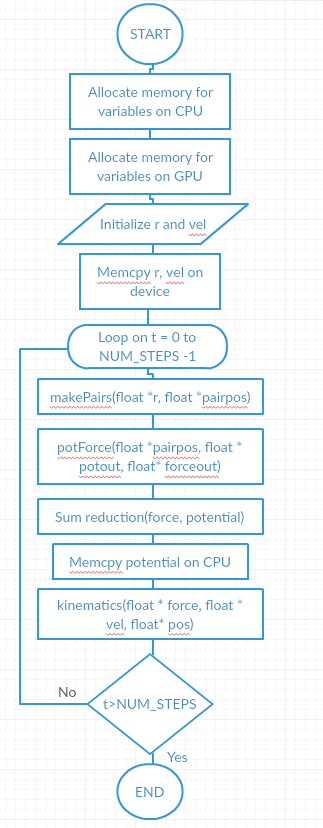 START
Allocate memory for
variables on CPU
Allocate memory for
variables on GPU
Initialize r and vel
Memcpy r, vel on
device
Loop on t = 0 to
NUM_STEPS -1
makePairs(float *r, float *pairpos)
potForce(float *pairpos, float *
potout, float* forceout)
Sum reduction(force, potential)
Memcpy potential on CPU
kinematics(float * force, float *
vel, float* pos)
No
t>NUM_STEPS
Yes
END